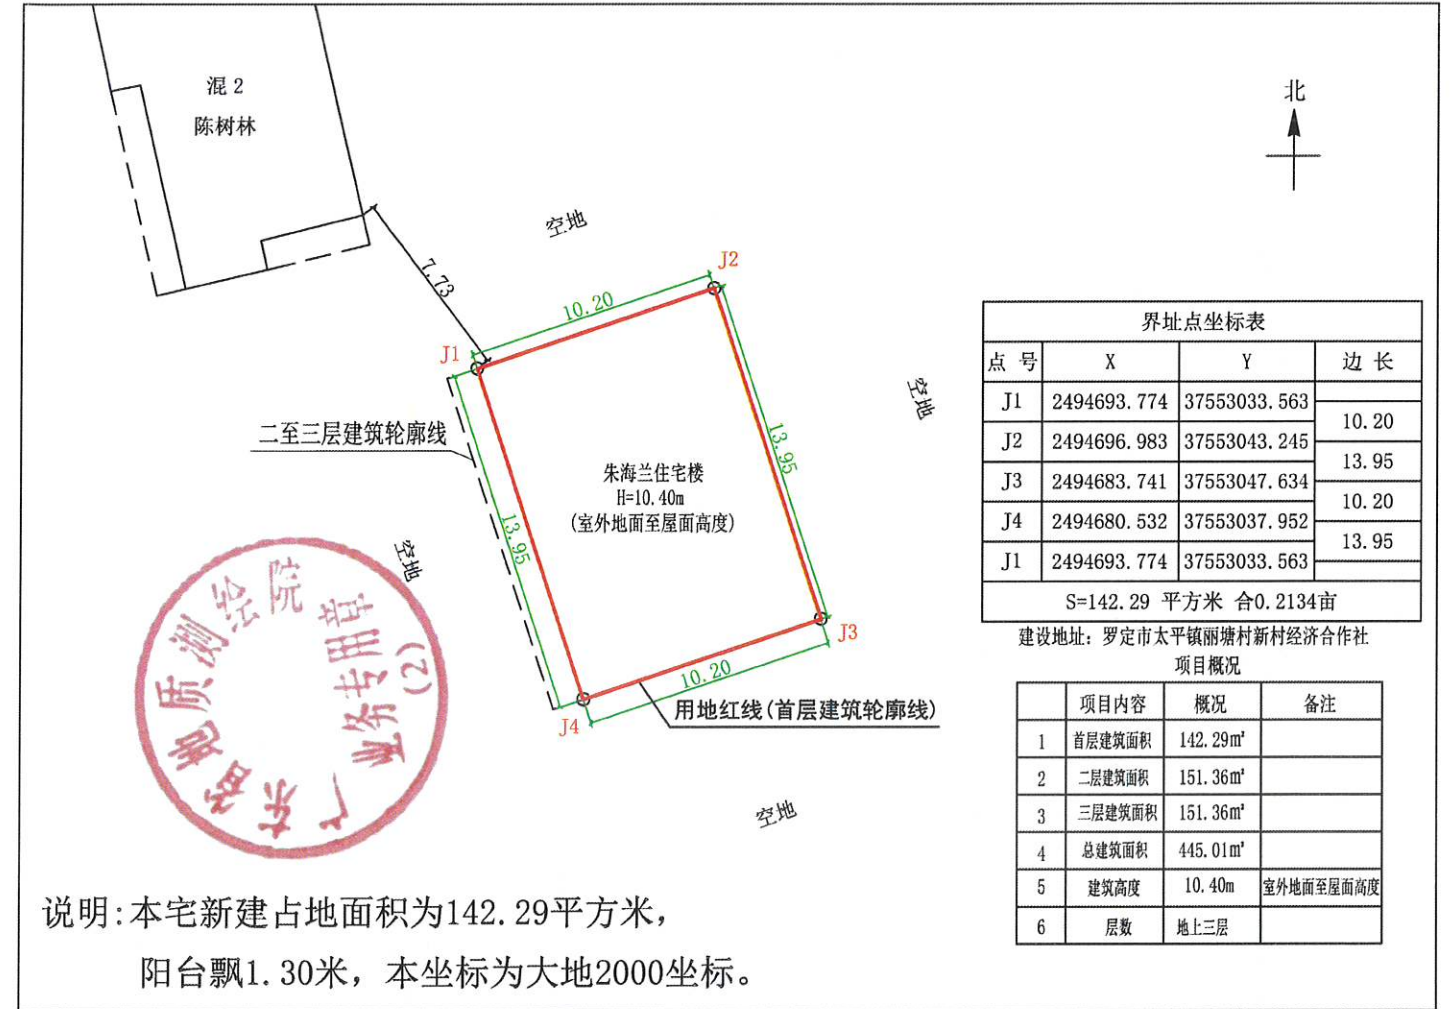 混 2
陈树林
北
空地
J2
7.73
10.20
J1
二至三层建筑轮廓线
空地
13.95
朱海兰住宅楼
H=10.40m
(室外地面至屋面高度)
13.95
空地
J3
10.20
用地红线(首层建筑轮廓线)
J4
空地
广东省地质测绘院
业务专用章
(2)
界址点坐标表
点 号 X Y 边 长
J1 2494693.774 37553033.563
10.20
J2 2494696.983 37553043.245
13.95
J3 2494683.741 37553047.634
10.20
J4 2494680.532 37553037.952
13.95
J1 2494693.774 37553033.563
S=142.29 平方米 合0.2134亩
建设地址：罗定市太平镇丽塘村新村经济合作社
项目概况
项目内容 概况 备注
1 首层建筑面积 142.29㎡
2 二层建筑面积 151.36㎡
3 三层建筑面积 151.36㎡
4 总建筑面积 445.01㎡
5 建筑高度 10.40m 室外地面至屋面高度
6 层数 地上三层
说明:本宅新建占地面积为142.29平方米，
阳台飘1.30米，本坐标为大地2000坐标。